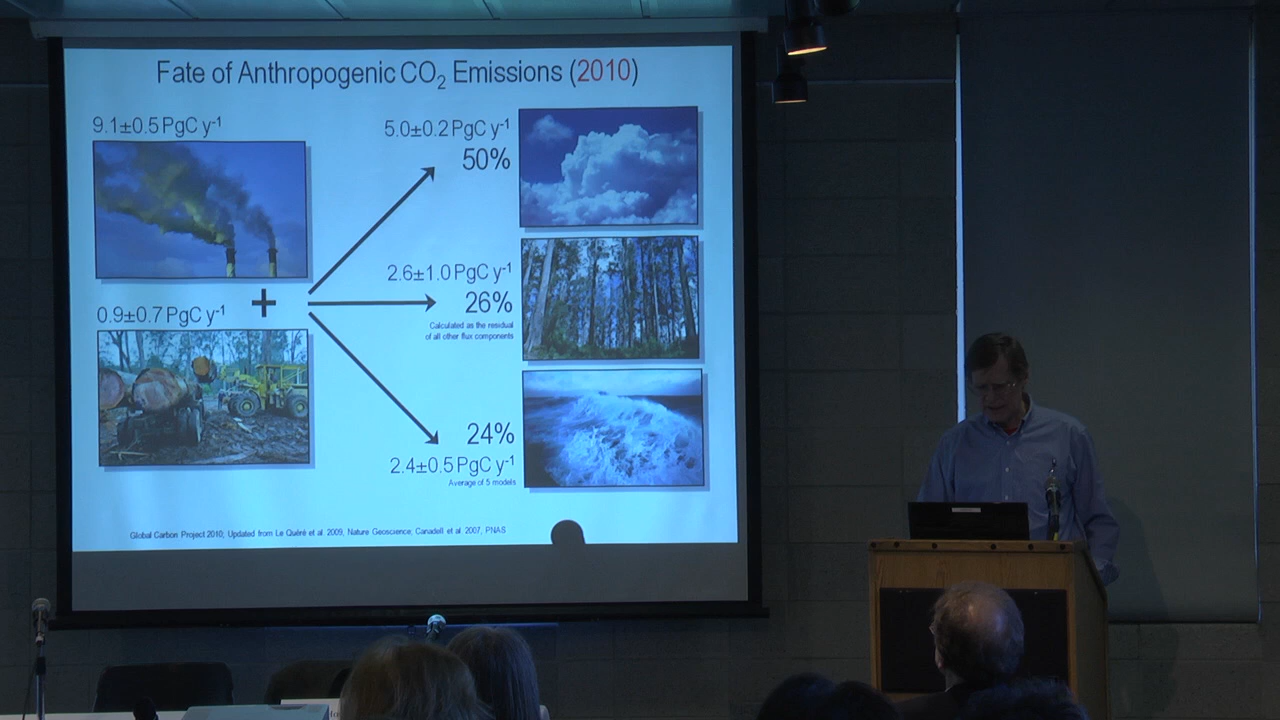 Fate of Anthropogenic CO₂ Emissions (2010)
9.1±0.5 PgC y⁻¹
5.0±0.2 PgC y⁻¹
50%
+
2.6±1.0 PgC y⁻¹
26%
Calculated as the residual
of all other flux components
0.9±0.7 PgC y⁻¹
24%
2.4±0.5 PgC y⁻¹
Average of 5 models
Global Carbon Project 2010; Updated from Le Quéré et al. 2009, Nature Geoscience; Canadell et al. 2007, PNAS